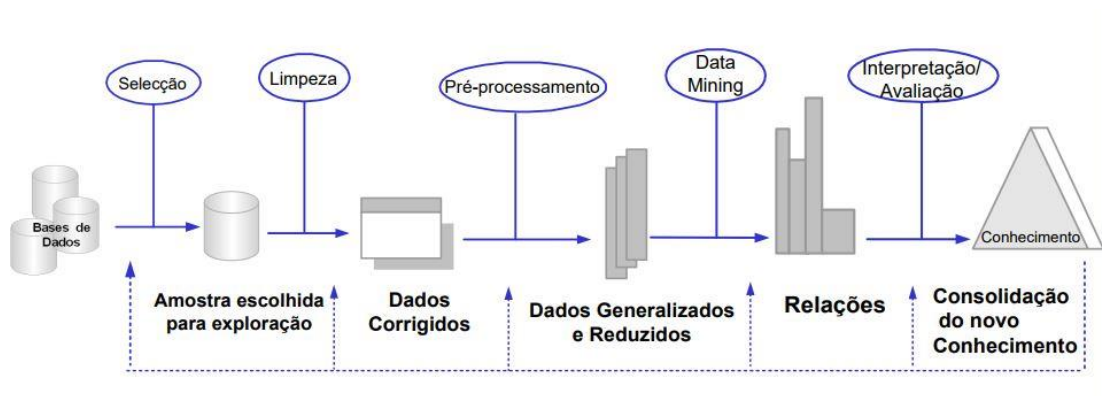 Selecção
Limpeza
Pré-processamento
Data
Mining
Interpretação/
Avaliação
Bases de
Dados
Conhecimento
Amostra escolhida
para exploração
Dados
Corrigidos
Dados Generalizados
e Reduzidos
Relações
Consolidação
do novo
Conhecimento